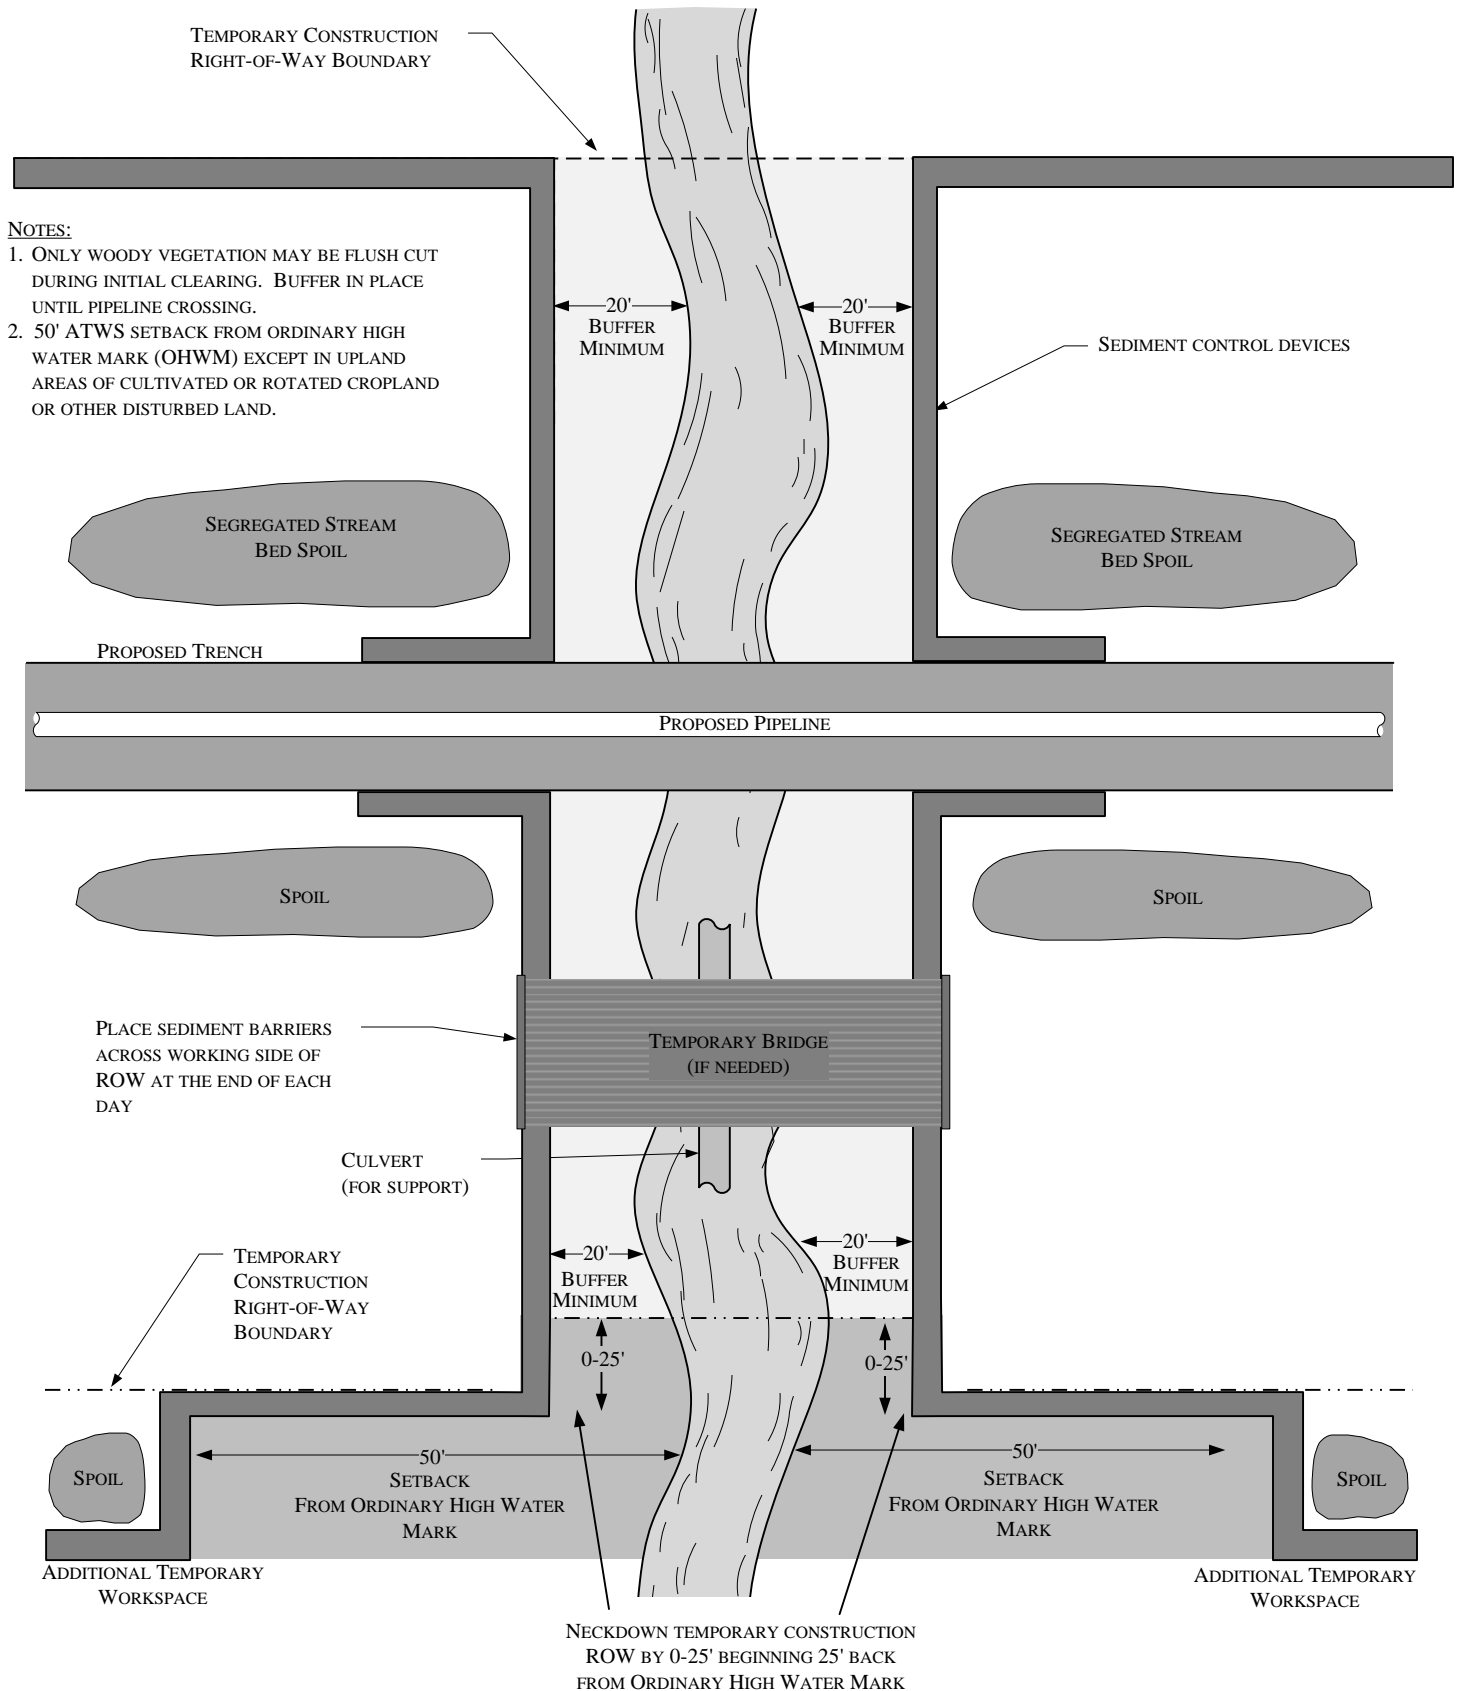 Temporary Construction
Right-of-Way Boundary
Notes:
1. Only woody vegetation may be flush cut
during initial clearing. Buffer in place
until pipeline crossing.
2. 50' ATWS setback from ordinary high
water mark (OHWM) except in upland
areas of cultivated or rotated cropland
or other disturbed land.
20'
Buffer
Minimum
20'
Buffer
Minimum
Sediment control devices
Segregated Stream
Bed Spoil
Segregated Stream
Bed Spoil
Proposed Trench
Proposed Pipeline
Spoil
Spoil
Place sediment barriers
across working side of
ROW at the end of each
day
Temporary Bridge
(if needed)
Culvert
(for support)
Temporary
Construction
Right-of-Way
Boundary
20'
Buffer
Minimum
20'
Buffer
Minimum
0-25'
0-25'
50'
Setback
From Ordinary High Water
Mark
50'
Setback
From Ordinary High Water
Mark
Spoil
Spoil
Additional Temporary
Workspace
Additional Temporary
Workspace
Neckdown temporary construction
ROW by 0-25' beginning 25' back
from Ordinary High Water Mark